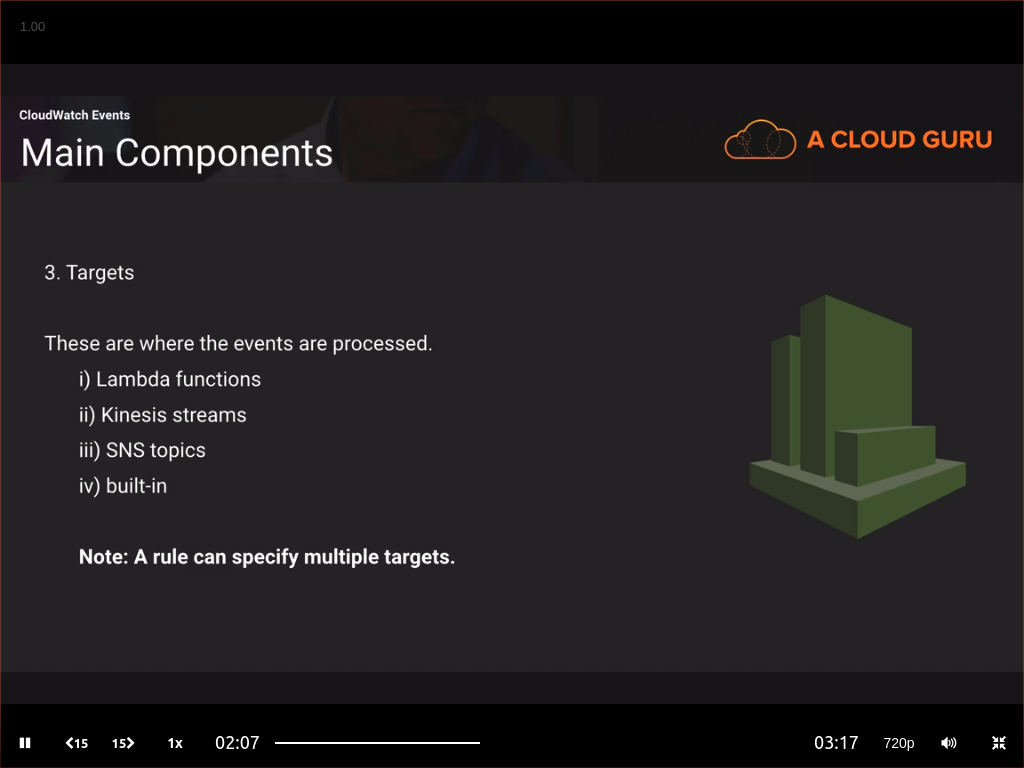 1.00
CloudWatch Events
Main Components
A CLOUD GURU
3. Targets
These are where the events are processed.
i) Lambda functions
ii) Kinesis streams
iii) SNS topics
iv) built-in
Note: A rule can specify multiple targets.
15 15 1x 02:07 03:17 720p